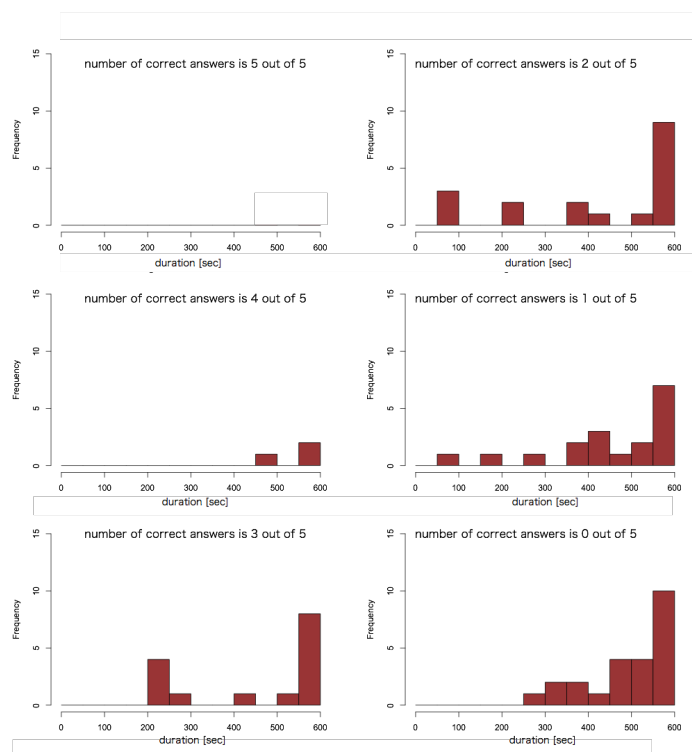 number of correct answers is 5 out of 5
Frequency
0 5 10 15
0 100 200 300 400 500 600
duration [sec]
number of correct answers is 2 out of 5
Frequency
0 5 10 15
0 100 200 300 400 500 600
duration [sec]
number of correct answers is 4 out of 5
Frequency
0 5 10 15
0 100 200 300 400 500 600
duration [sec]
number of correct answers is 1 out of 5
Frequency
0 5 10 15
0 100 200 300 400 500 600
duration [sec]
number of correct answers is 3 out of 5
Frequency
0 5 10 15
0 100 200 300 400 500 600
duration [sec]
number of correct answers is 0 out of 5
Frequency
0 5 10 15
0 100 200 300 400 500 600
duration [sec]